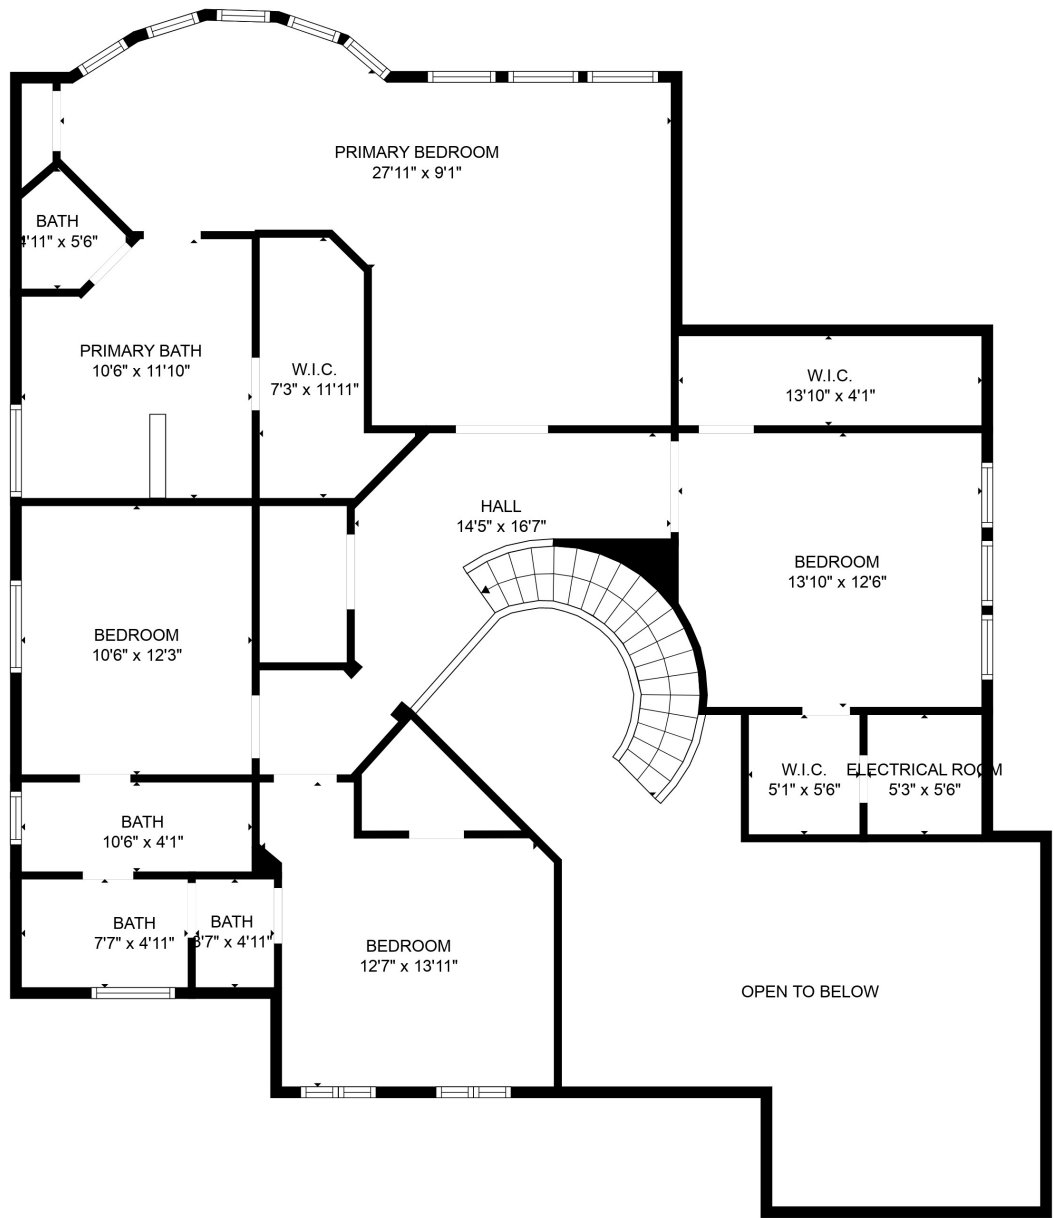 PRIMARY BEDROOM
27'11" x 9'1"
BATH
4'11" x 5'6"
PRIMARY BATH
10'6" x 11'10"
W.I.C.
7'3" x 11'11"
W.I.C.
13'10" x 4'1"
HALL
14'5" x 16'7"
BEDROOM
13'10" x 12'6"
BEDROOM
10'6" x 12'3"
W.I.C.
5'1" x 5'6"
ELECTRICAL ROOM
5'3" x 5'6"
BATH
10'6" x 4'1"
BATH
7'7" x 4'11"
BATH
3'7" x 4'11"
BEDROOM
12'7" x 13'11"
OPEN TO BELOW